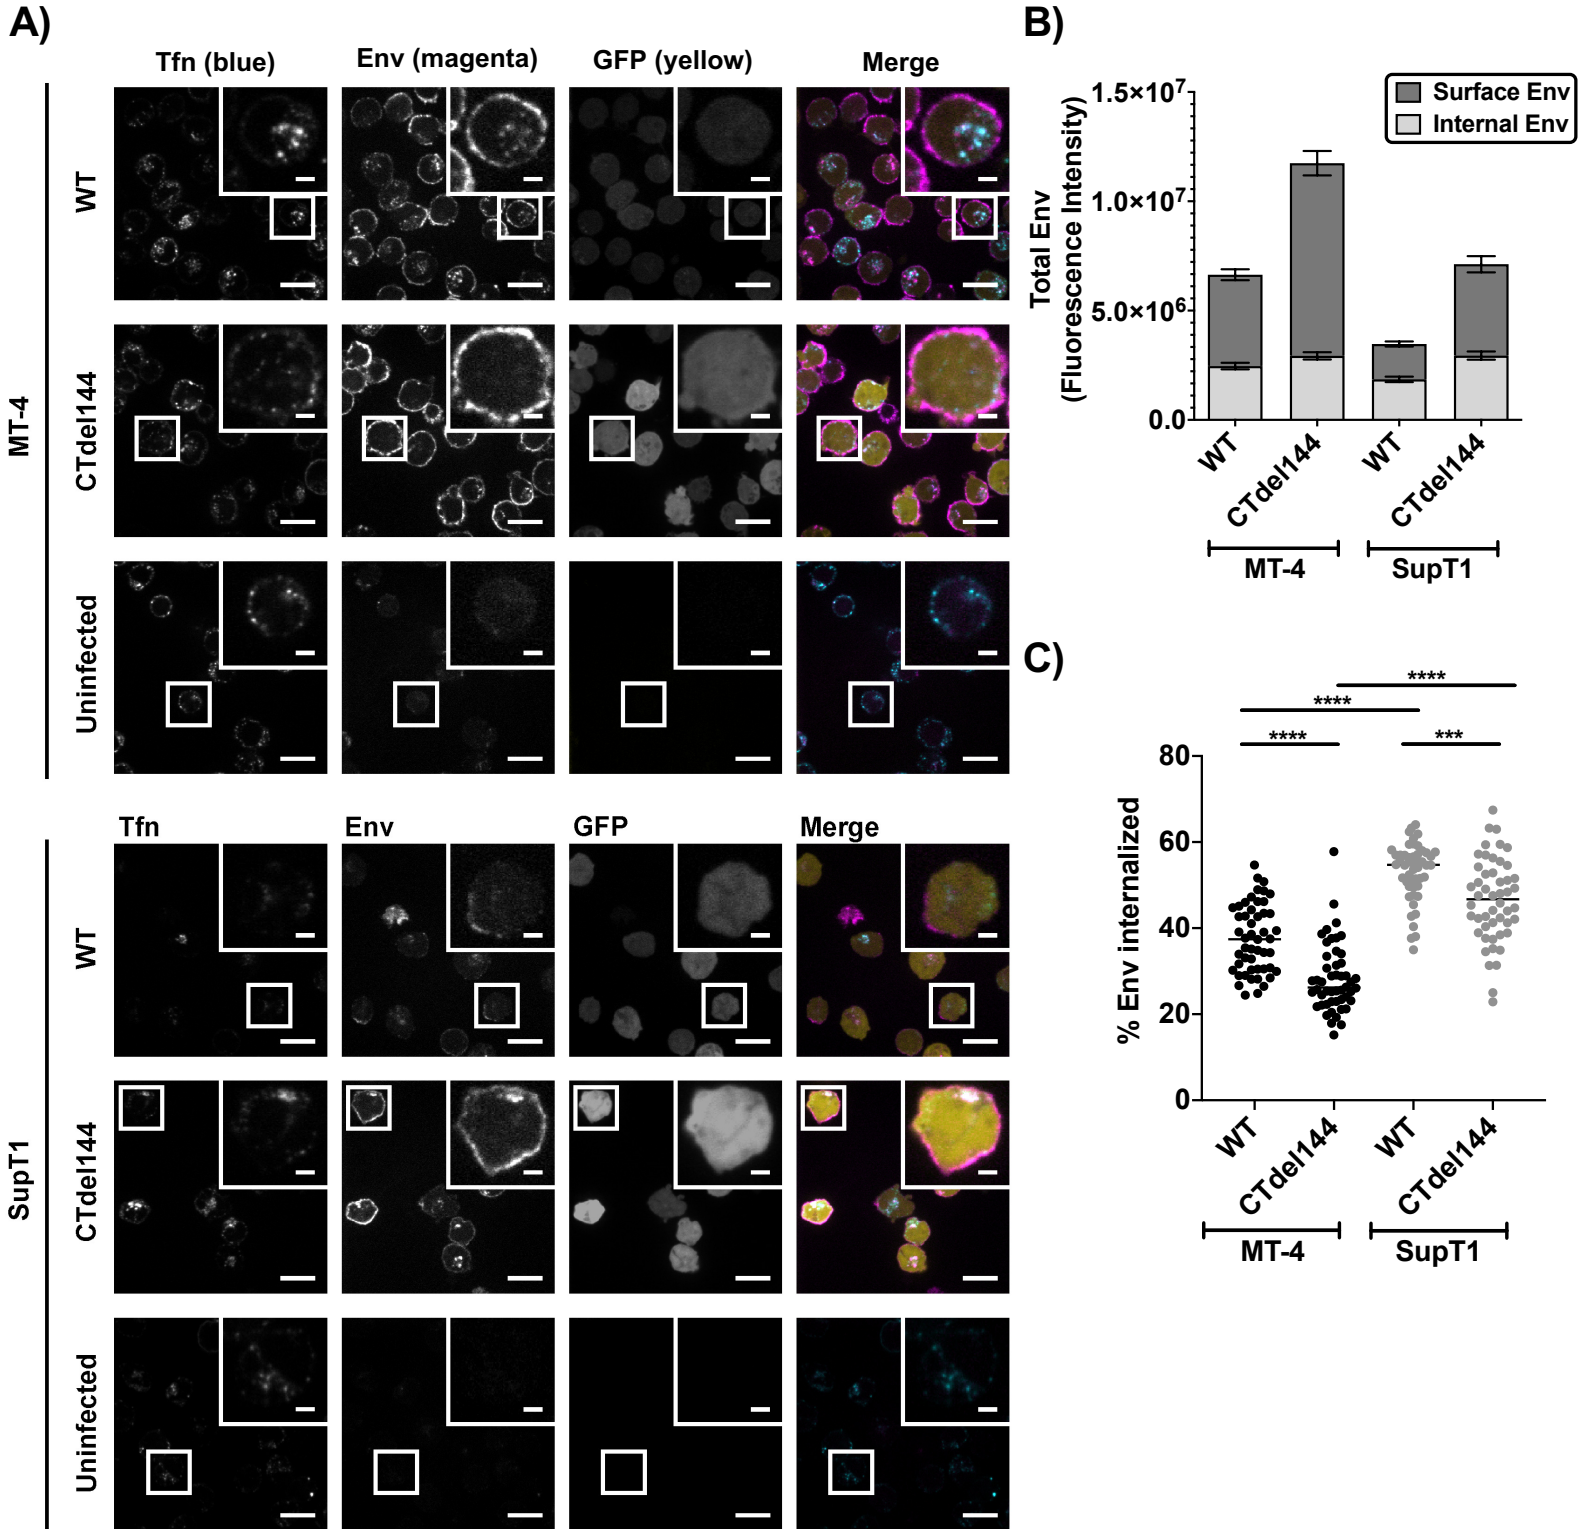 A)
Tfn (blue)
Env (magenta)
GFP (yellow)
Merge
MT-4
WT
CTdel144
Uninfected
Tfn
Env
GFP
Merge
SupT1
WT
CTdel144
Uninfected
B)
Total Env
(Fluorescence Intensity)
1.5×10⁷
1.0×10⁷
5.0×10⁶
0.0
Surface Env
Internal Env
WT
CTdel144
WT
CTdel144
MT-4
SupT1
C)
****
****
****
***
% Env internalized
80
60
40
20
0
WT
CTdel144
WT
CTdel144
MT-4
SupT1